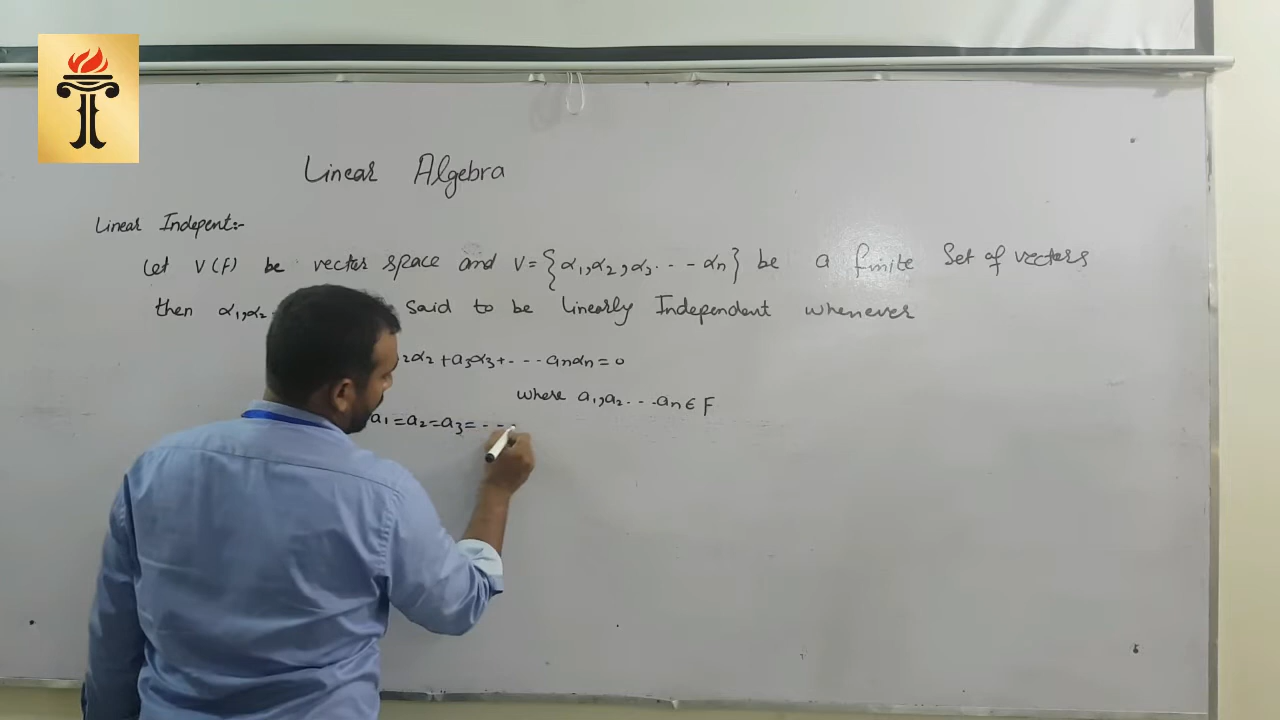 Linear Algebra
Linear Indepent:-
Let V(F) be vector space and V={α1,α2,α3.--αn} be a finite Set of vectors
then α1,α2 said to be linearly Independent whenever
2α2+a3α3+.--anαn=0
where a1,a2...an∈F
a1=a2=a3=.--